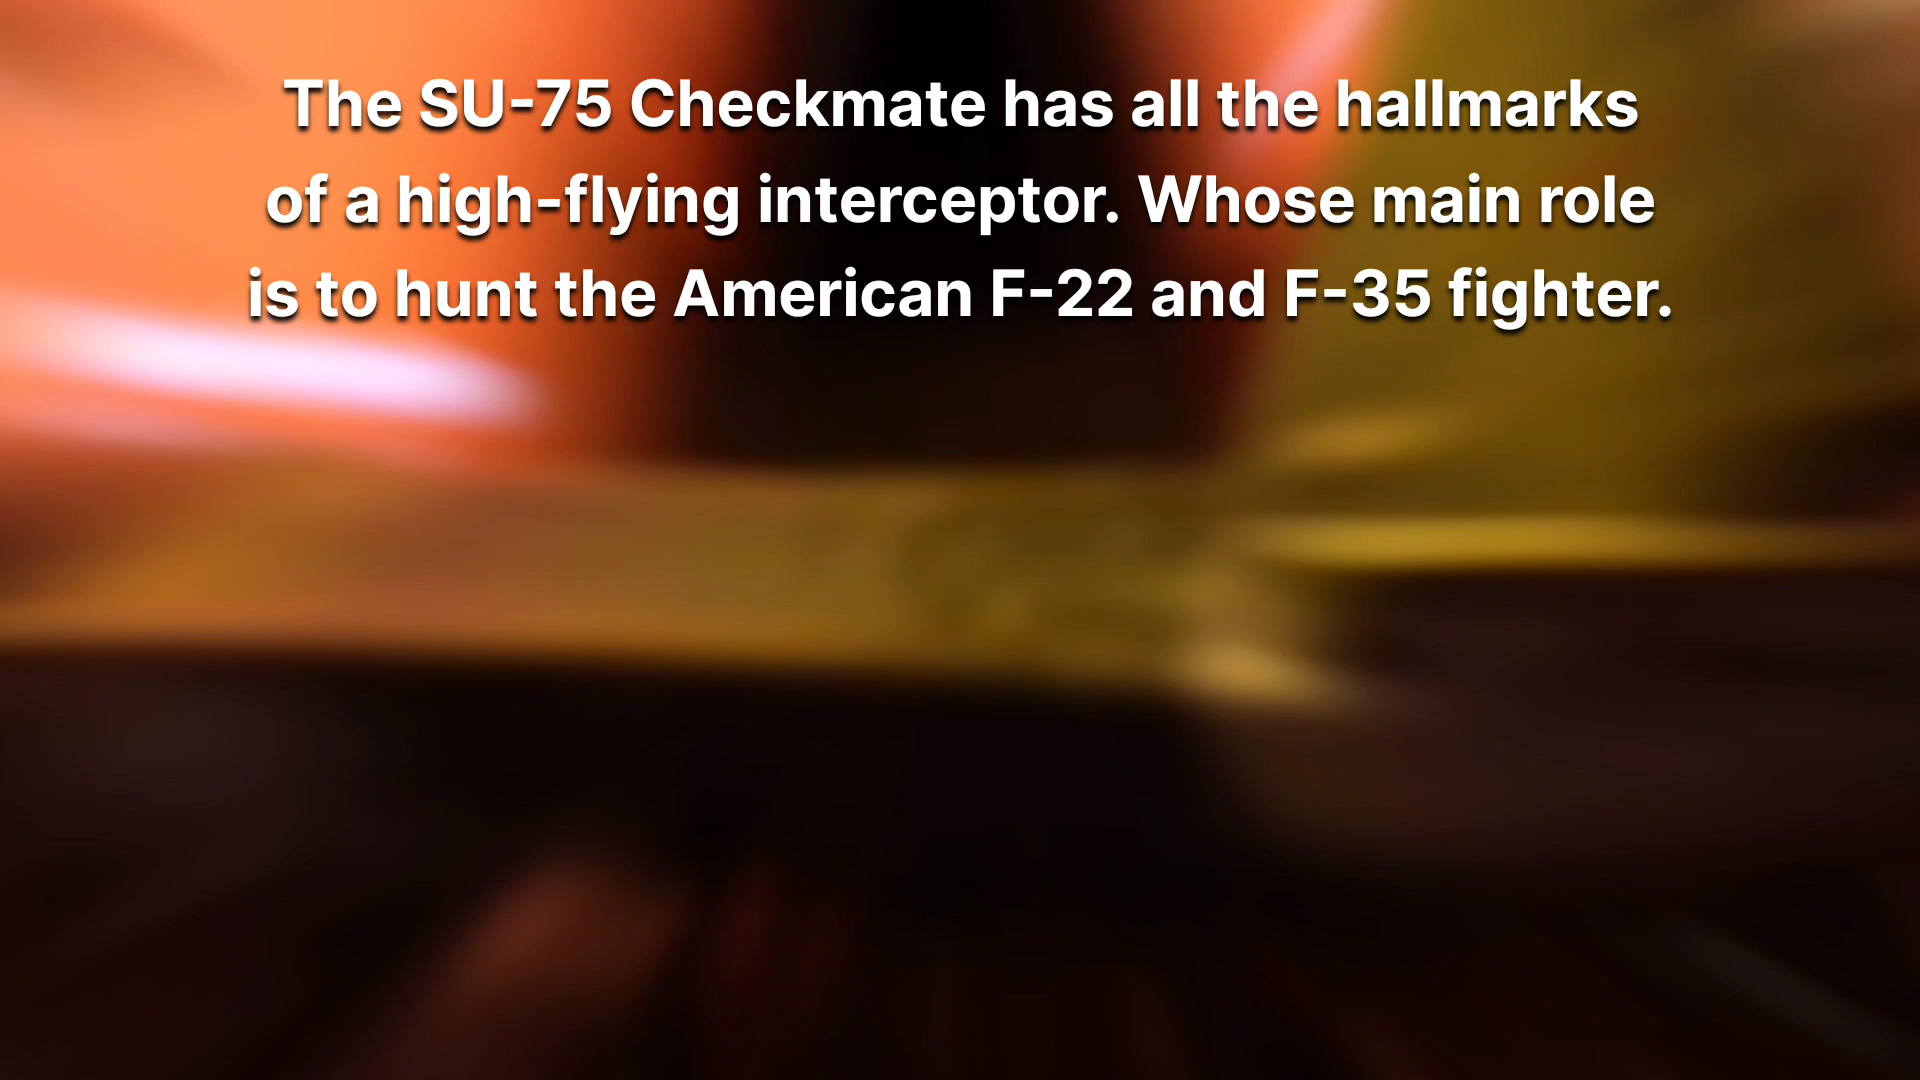 The SU-75 Checkmate has all the hallmarks
of a high-flying interceptor. Whose main role
is to hunt the American F-22 and F-35 fighter.